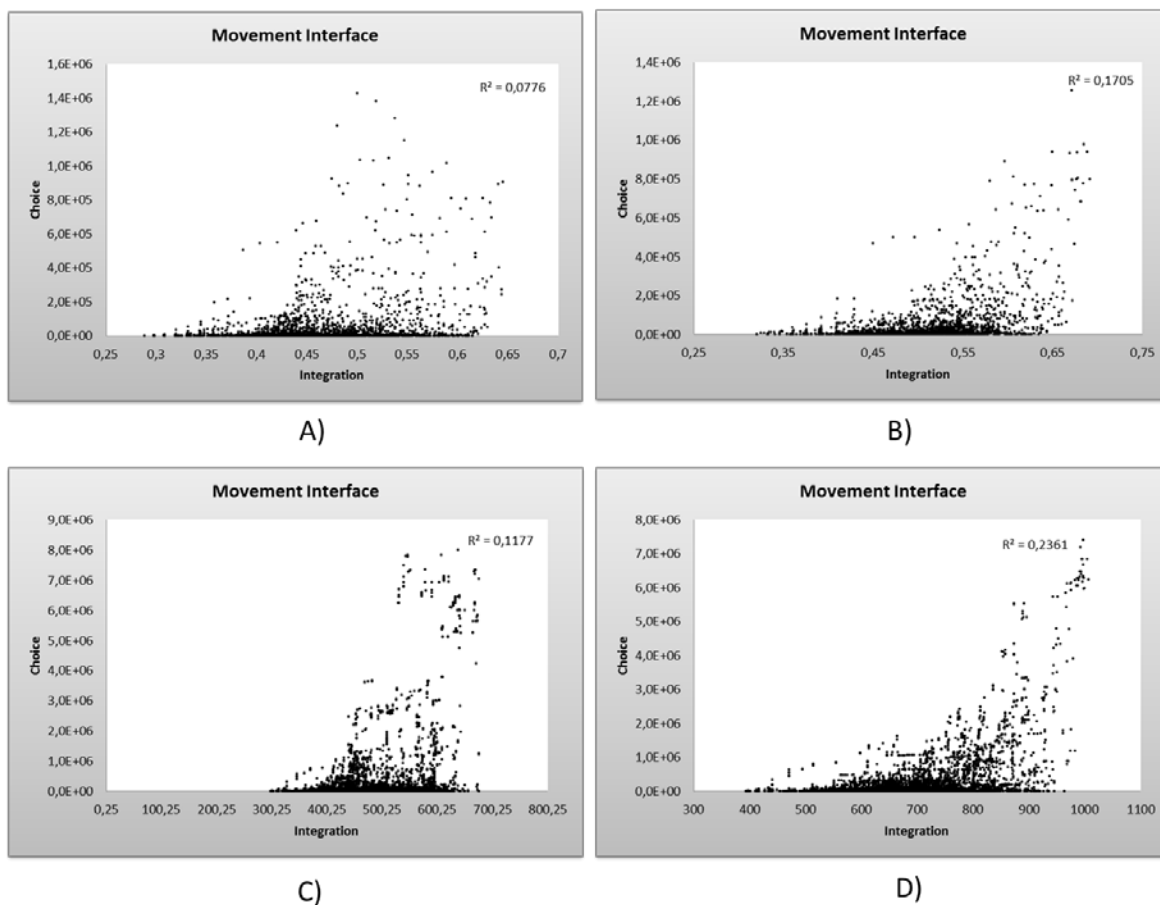 Movement Interface
R² = 0,0776
1,6E+06
1,4E+06
1,2E+06
1,0E+06
8,0E+05
6,0E+05
4,0E+05
2,0E+05
0,0E+00
Choice
0,25 0,3 0,35 0,4 0,45 0,5 0,55 0,6 0,65 0,7
Integration
A)
Movement Interface
R² = 0,1705
1,4E+06
1,2E+06
1,0E+06
8,0E+05
6,0E+05
4,0E+05
2,0E+05
0,0E+00
Choice
0,25 0,35 0,45 0,55 0,65 0,75
Integration
B)
Movement Interface
R² = 0,1177
9,0E+06
8,0E+06
7,0E+06
6,0E+06
5,0E+06
4,0E+06
3,0E+06
2,0E+06
1,0E+06
0,0E+00
Choice
0,25 100,25 200,25 300,25 400,25 500,25 600,25 700,25 800,25
Integration
C)
Movement Interface
R² = 0,2361
8,0E+06
7,0E+06
6,0E+06
5,0E+06
4,0E+06
3,0E+06
2,0E+06
1,0E+06
0,0E+00
Choice
300 400 500 600 700 800 900 1000 1100
Integration
D)